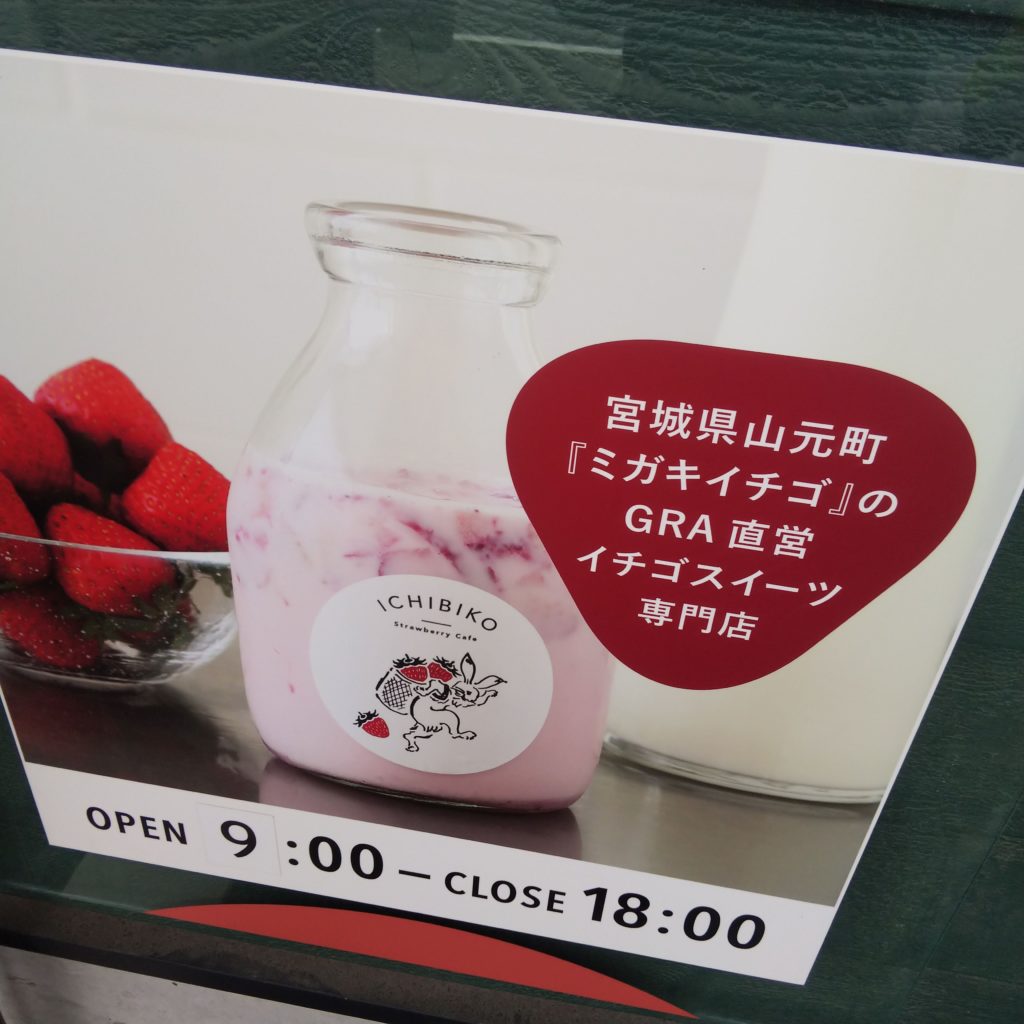 宮城県山元町
『ミガキイチゴ』の
GRA 直営
イチゴスイーツ
専門店
ICHIBIKO
Strawberry Cafe
OPEN 9:00 – CLOSE 18:00